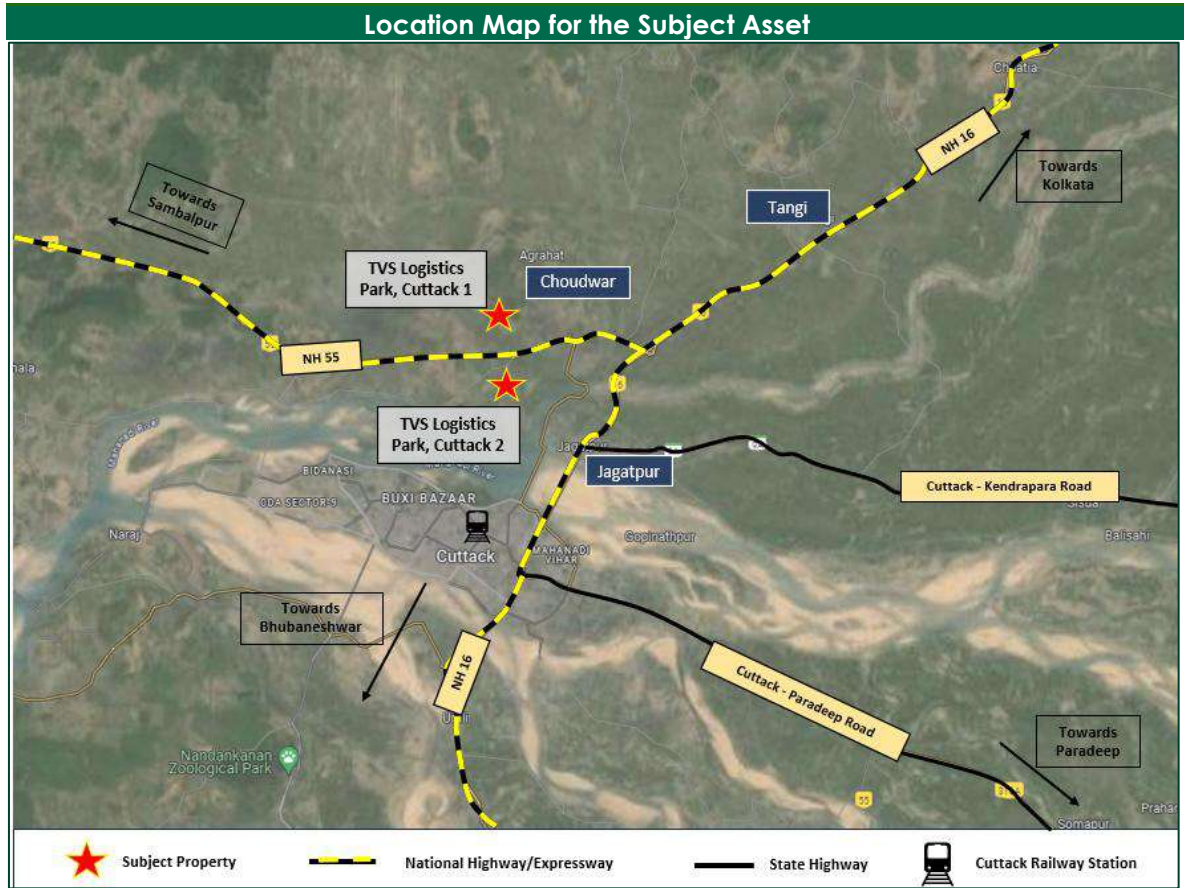 Location Map for the Subject Asset
NH 16
Towards
Kolkata
Towards
Sambalpur
Tangi
Agrahat
TVS Logistics
Park, Cuttack 1
Choudwar
NH 55
TVS Logistics
Park, Cuttack 2
Jagatpur
Cuttack - Kendrapara Road
BIDANASI
CDA SECTOR-9
BUXI BAZAAR
Naraj
Cuttack
MAHANADI
VIHAR
Gopinathpur
Balisahi
Towards
Bhubaneshwar
NH 16
Cuttack - Paradeep Road
Towards
Paradeep
Nandankanan
Zoological Park
55
Somapur
Subject Property
National Highway/Expressway
State Highway
Cuttack Railway Station